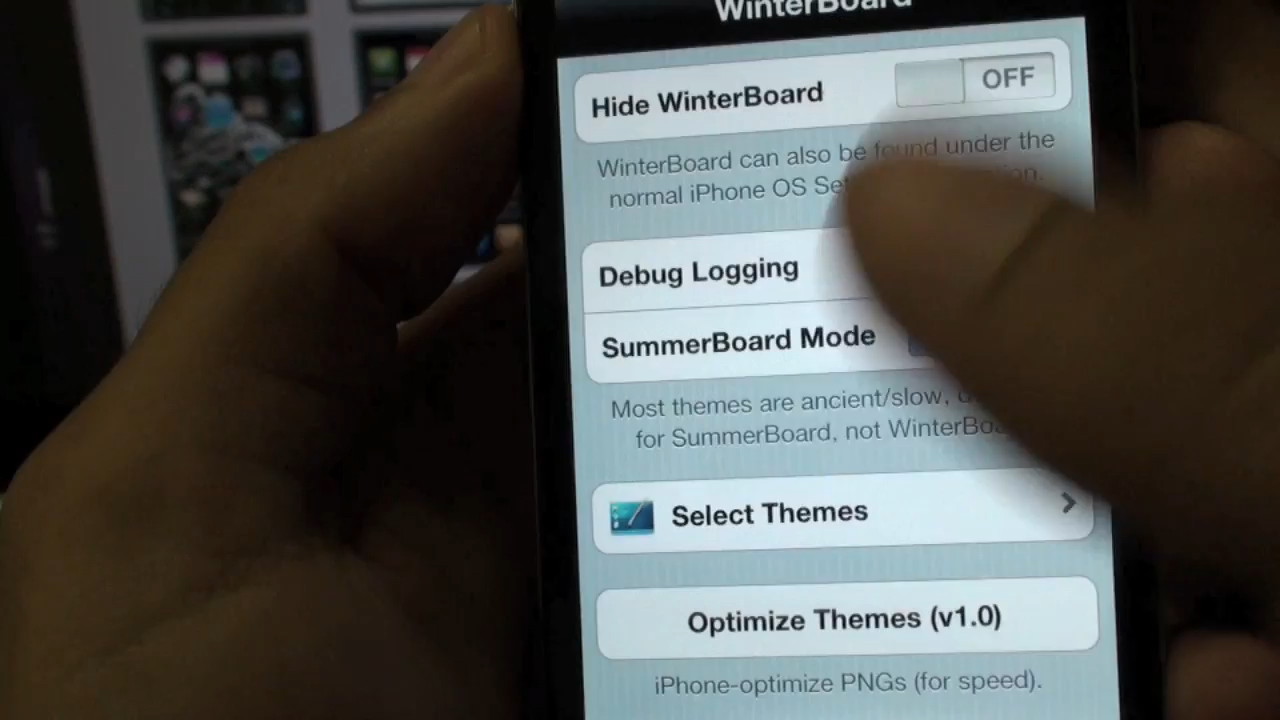 WinterBoard
Hide WinterBoard
OFF
WinterBoard can also be found under the
normal iPhone OS
Debug Logging
SummerBoard Mode
Most themes are ancient/slow,
for SummerBoard, not WinterBoa
Select Themes
Optimize Themes (v1.0)
iPhone-optimize PNGs (for speed).